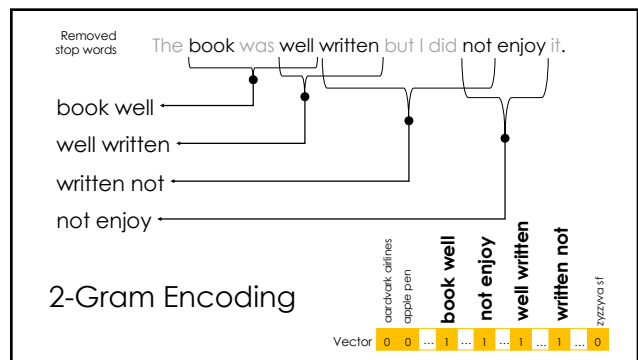 Removed
stop words
The book was well written but I did not enjoy it.
book well
well written
written not
not enjoy
2-Gram Encoding
aardvark airlines
apple pen
book well
not enjoy
well written
written not
zyzzyva sf
Vector 0 0 ... 1 ... 1 ... 1 ... 1 ... 0